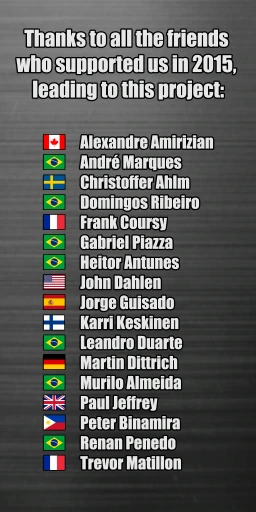 Thanks to all the friends
who supported us in 2015,
leading to this project:
Alexandre Amirizian
André Marques
Christoffer Ahlm
Domingos Ribeiro
Frank Coursy
Gabriel Piazza
Heitor Antunes
John Dahlen
Jorge Guisado
Karri Keskinen
Leandro Duarte
Martin Dittrich
Murilo Almeida
Paul Jeffrey
Peter Binamira
Renan Penedo
Trevor Matillon